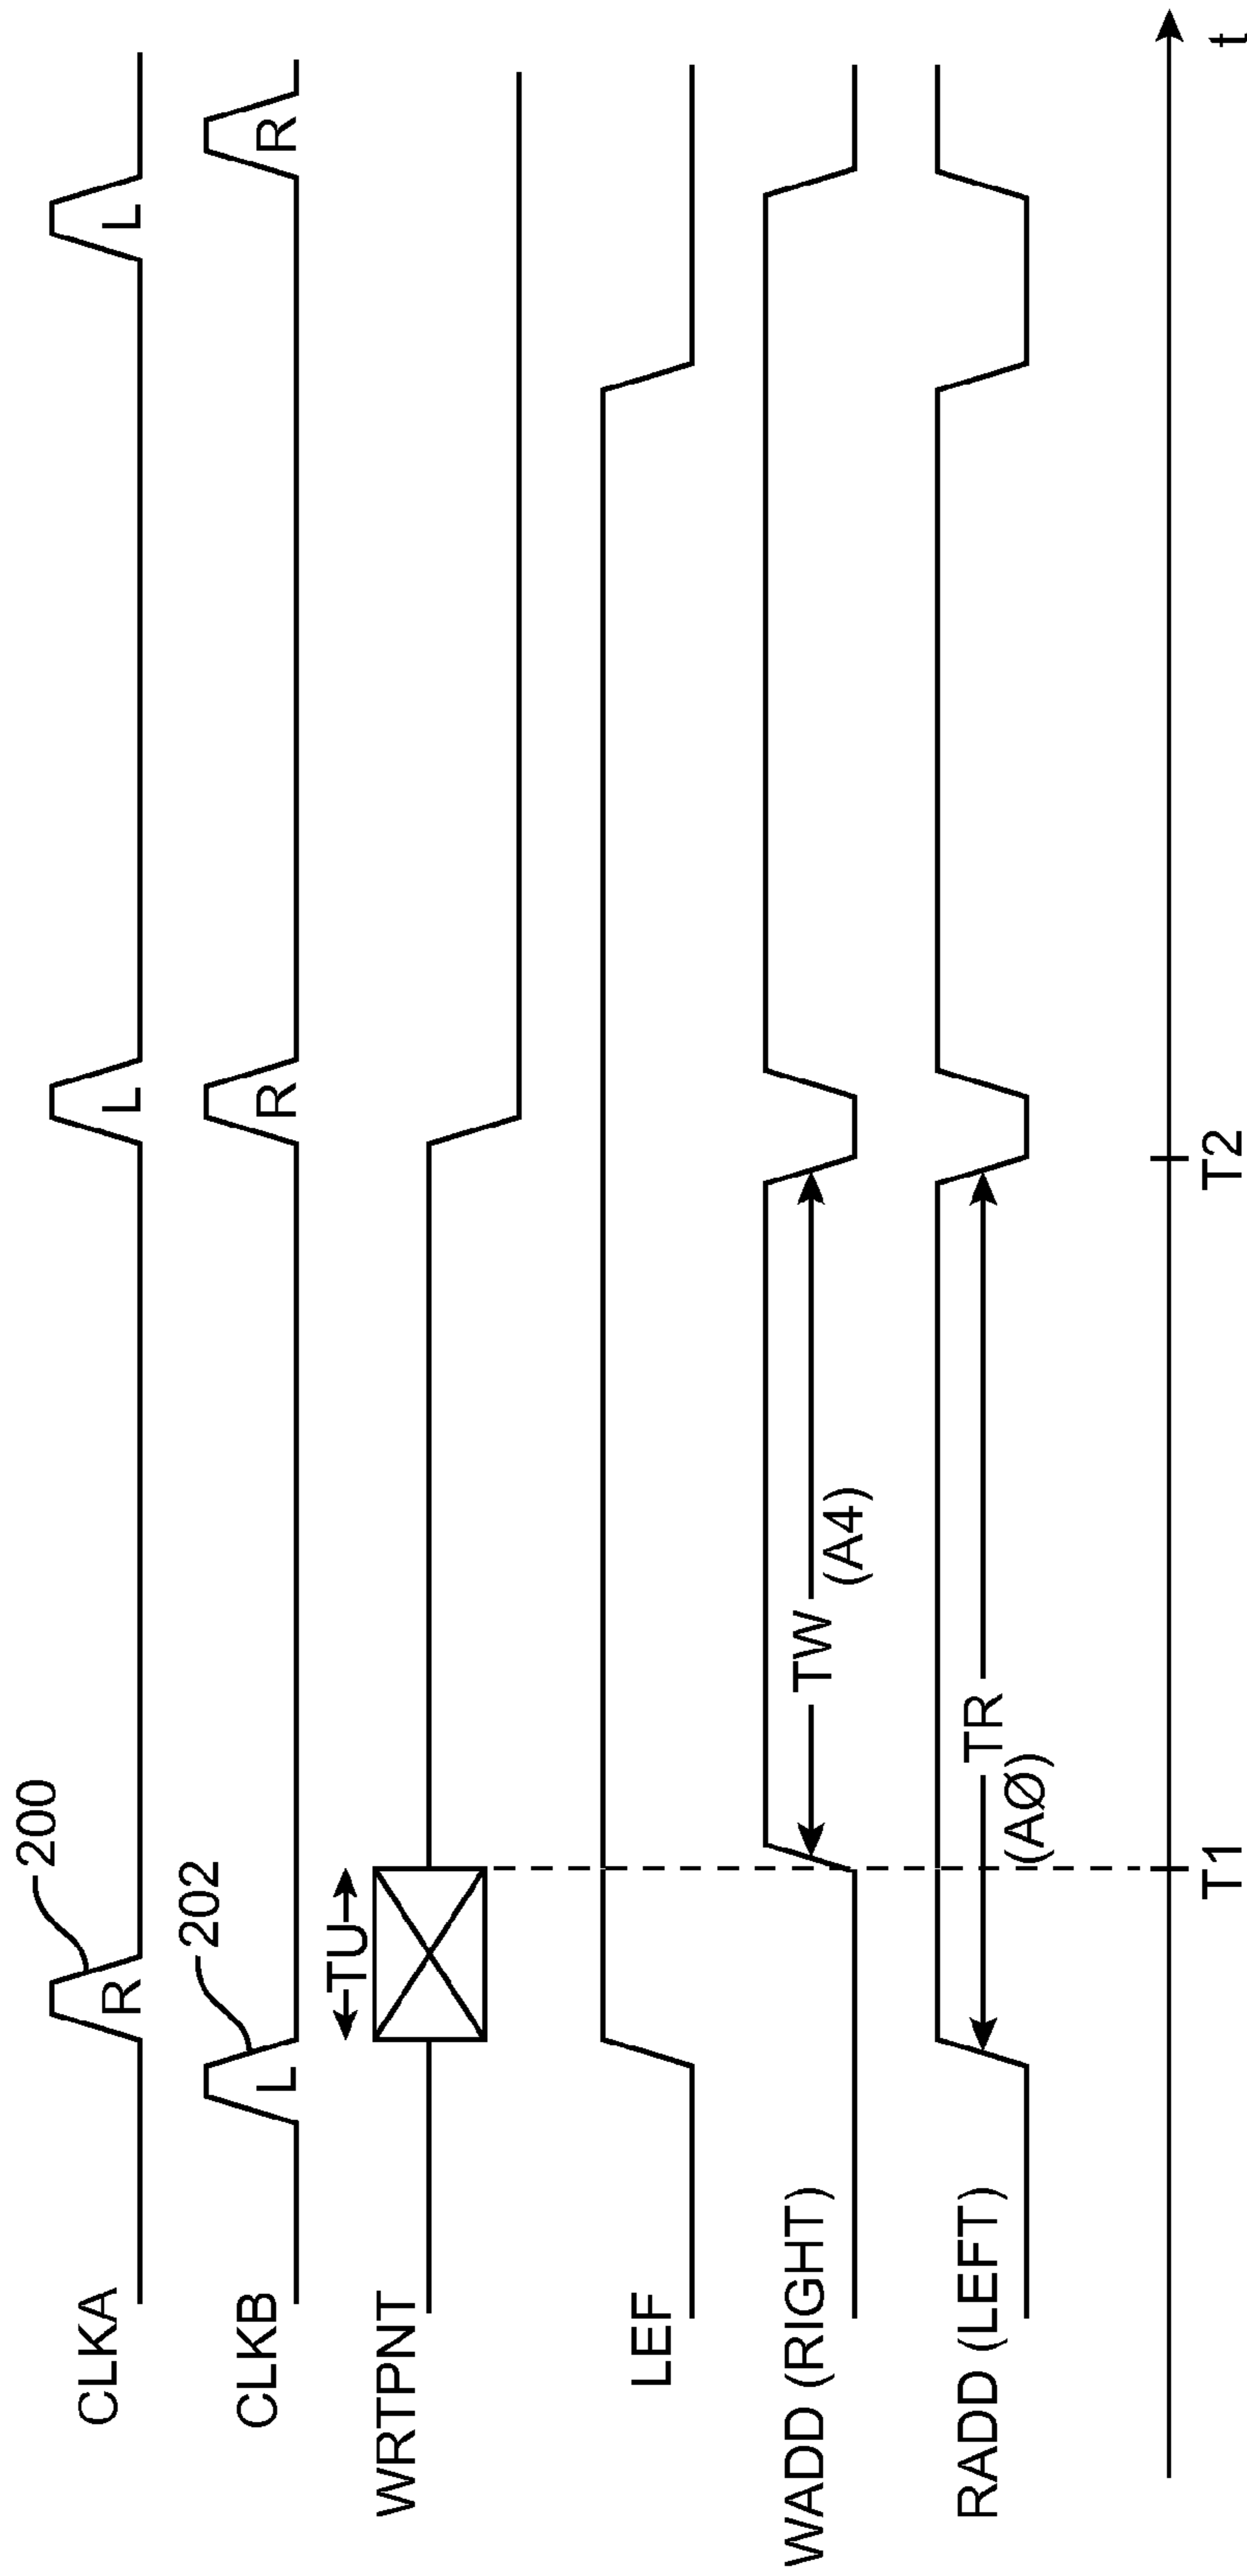 CLKA
R
200
L
L
CLKB
L
202
R
R
WRTPNT
TU
LEF
WADD (RIGHT)
TW
(A4)
RADD (LEFT)
TR
(AØ)
T1
T2
t